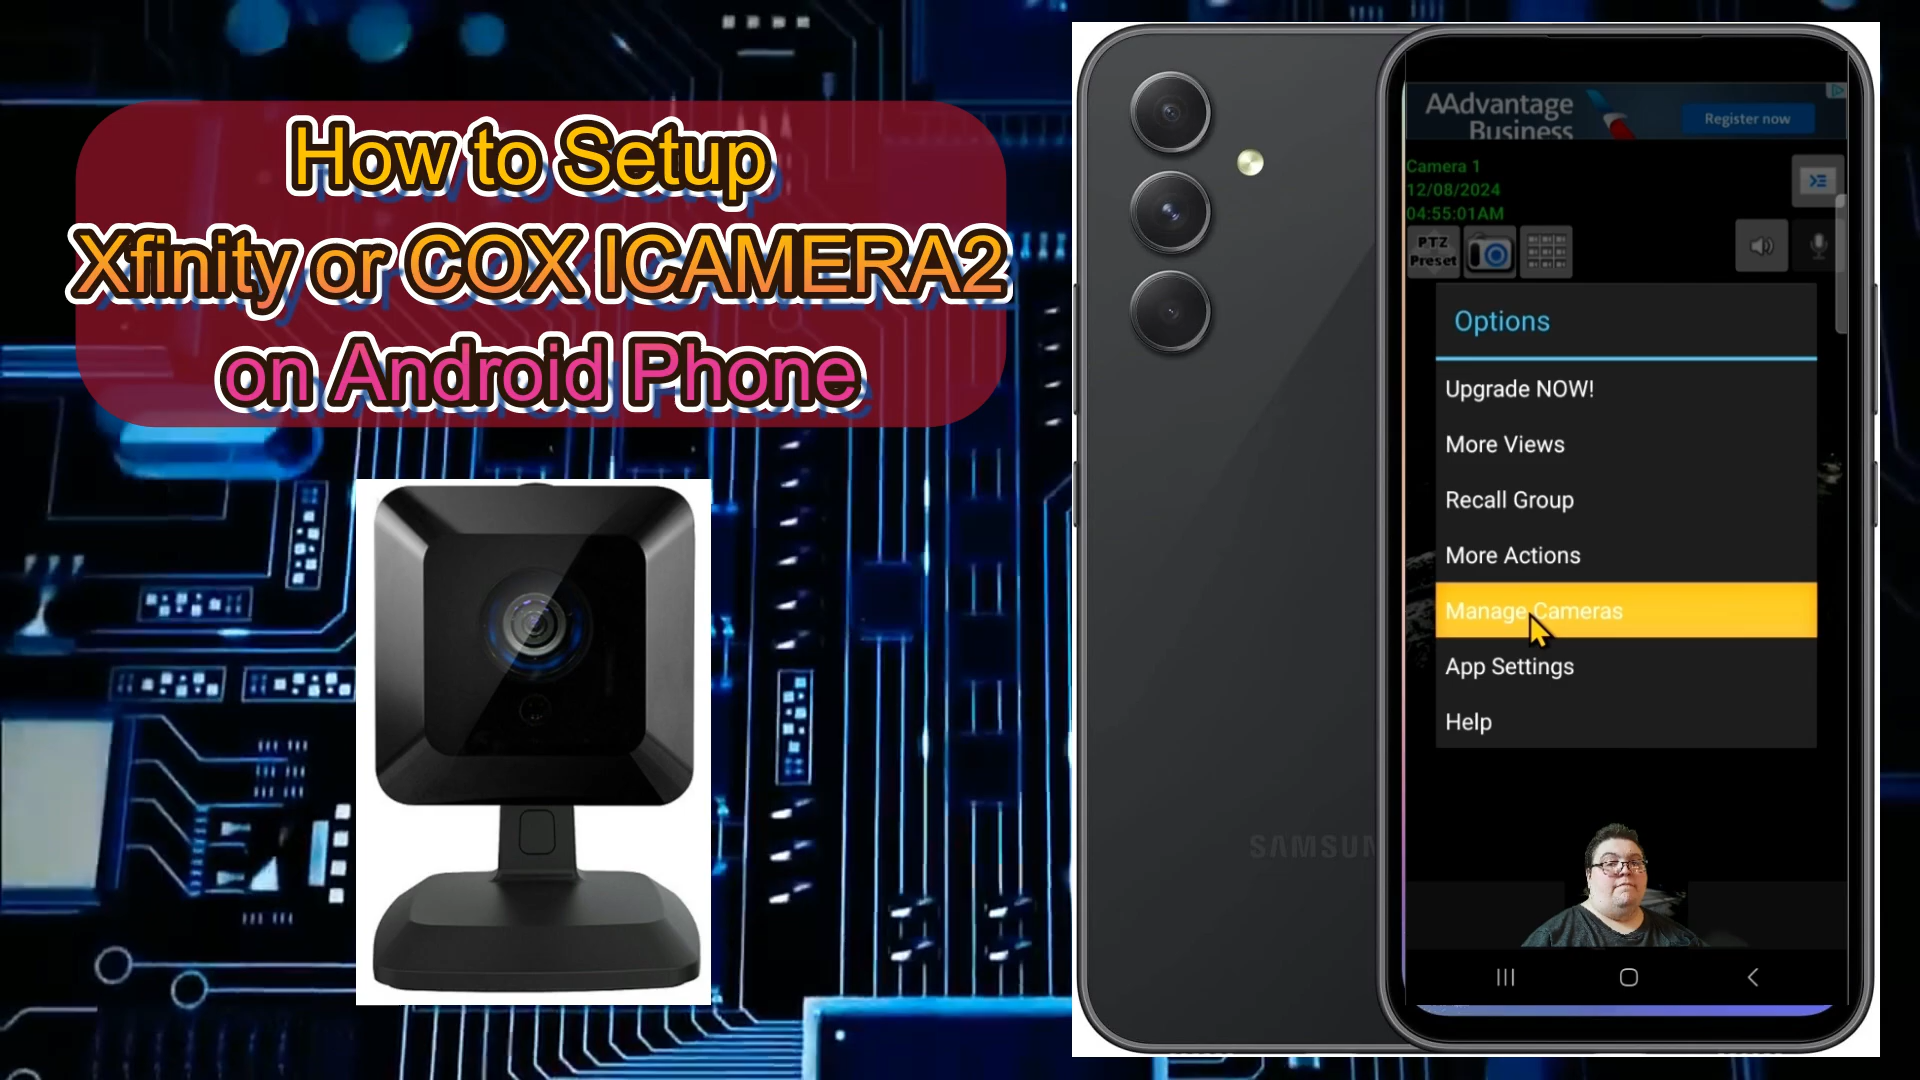 How to Setup
Xfinity or COX ICAMERA2
on Android Phone
SAMSUN
AAdvantage
Business
Register now
Camera 1
12/08/2024
04:55:01AM
PTZ
Preset
Options
Upgrade NOW!
More Views
Recall Group
More Actions
Manage Cameras
App Settings
Help